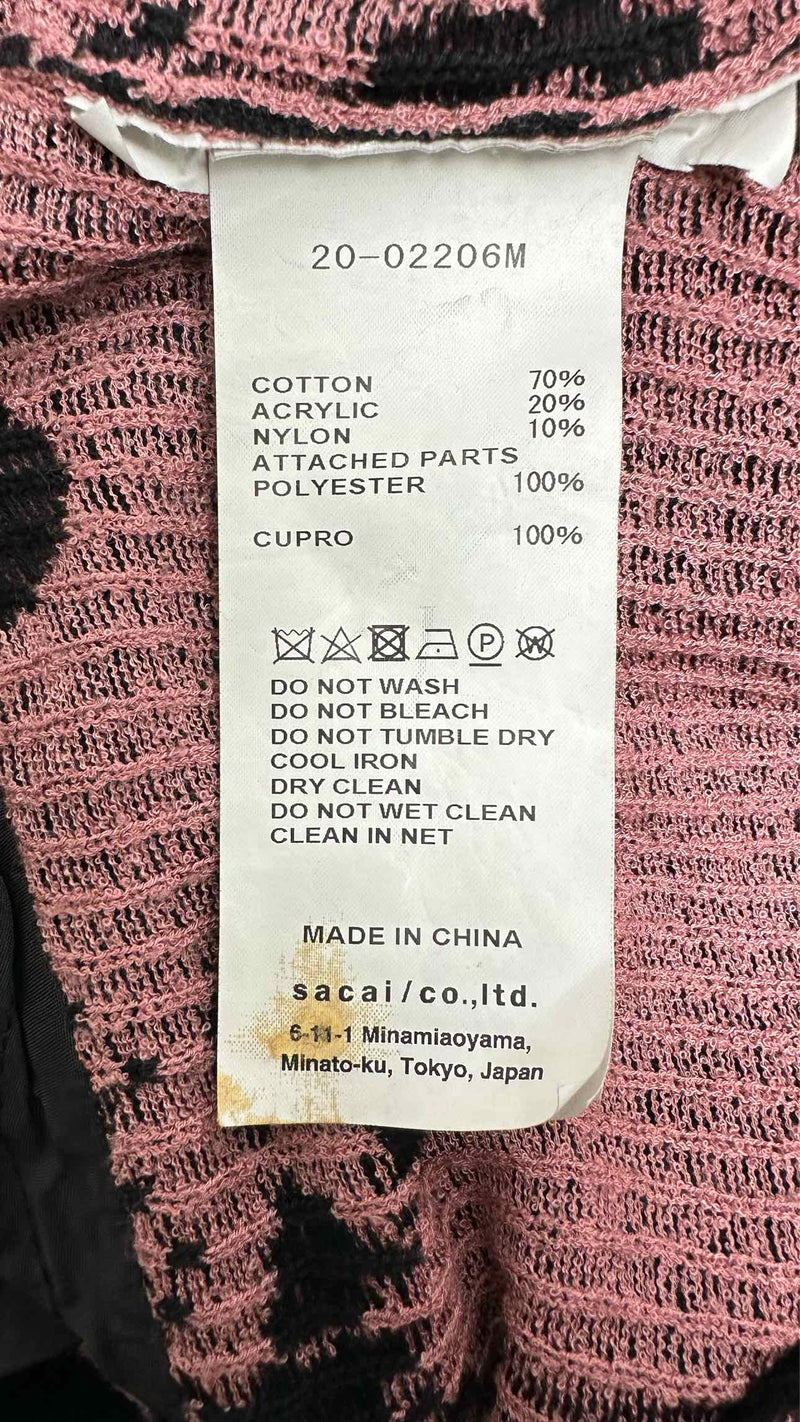 20-02206M
COTTON 70%
ACRYLIC 20%
NYLON 10%
ATTACHED PARTS
POLYESTER 100%
CUPRO 100%
P W
DO NOT WASH
DO NOT BLEACH
DO NOT TUMBLE DRY
COOL IRON
DRY CLEAN
DO NOT WET CLEAN
CLEAN IN NET
MADE IN CHINA
sacai/co.,ltd.
6-11-1 Minamiaoyama,
Minato-ku, Tokyo, Japan